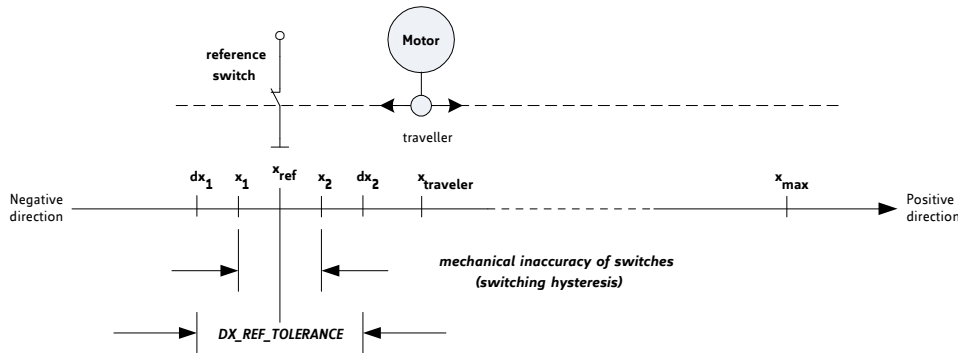 Motor
reference
switch
traveller
dx1
x1
xref
x2
dx2
xtraveler
xmax
Negative
direction
Positive
direction
mechanical inaccuracy of switches
(switching hysteresis)
DX_REF_TOLERANCE